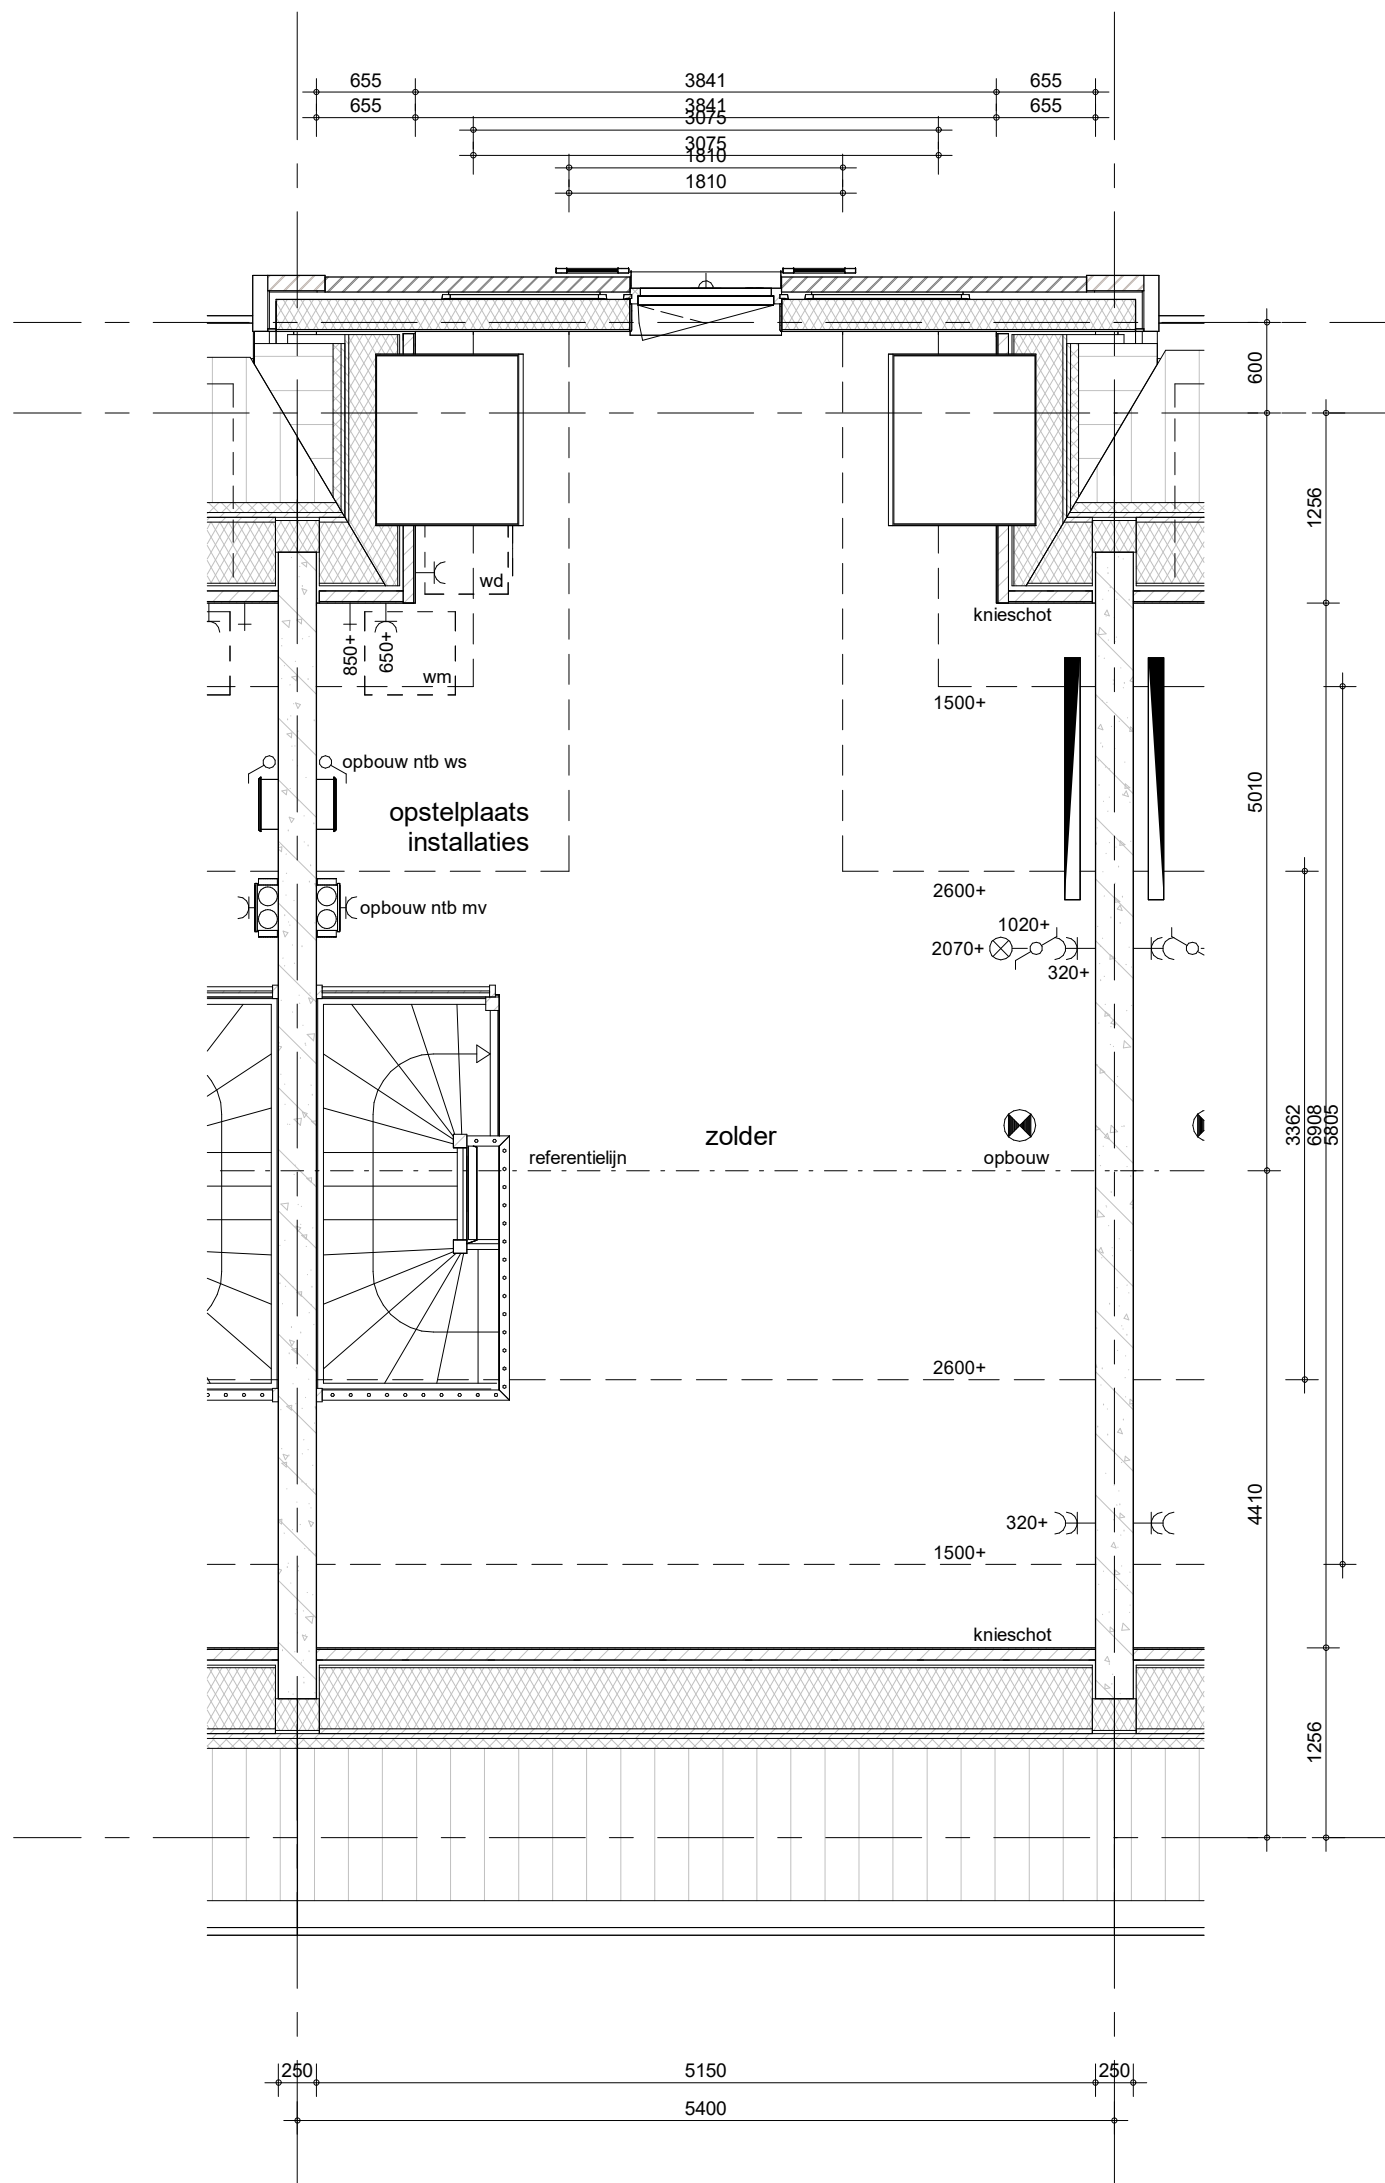 655 3841 655
655 3841 655
3075
3075
1810
1810
600
1256
wd
knieschot
850+
650+
wm
1500+
opbouw ntb ws
5010
opstelplaats
installaties
2600+
opbouw ntb mv
1020+
2070+
320+
3362
6908
5805
zolder
referentielijn
opbouw
2600+
4410
320+
1500+
knieschot
1256
250 5150 250
5400